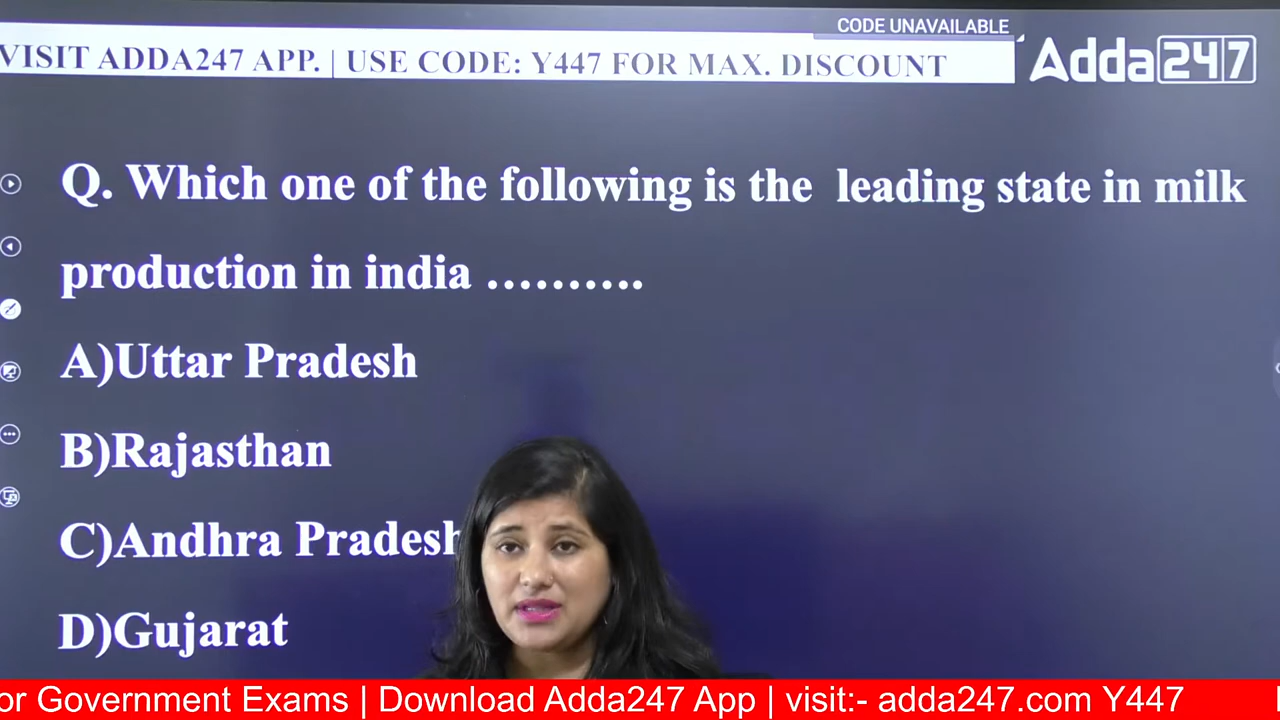 CODE UNAVAILABLE
VISIT ADDA247 APP. | USE CODE: Y447 FOR MAX. DISCOUNT
Adda247
Q. Which one of the following is the leading state in milk
production in india ..........
A)Uttar Pradesh
B)Rajasthan
C)Andhra Pradesh
D)Gujarat
or Government Exams | Download Adda247 App | visit:- adda247.com Y447